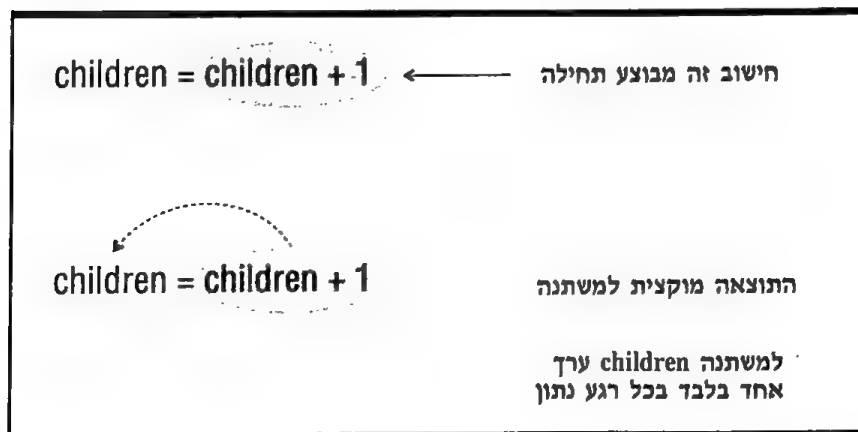 children = children + 1
חישוב זה מבוצע תחילה
children = children + 1
התוצאה מוקצית למשתנה
למשתנה children ערך
אחד בלבד בכל רגע נתון